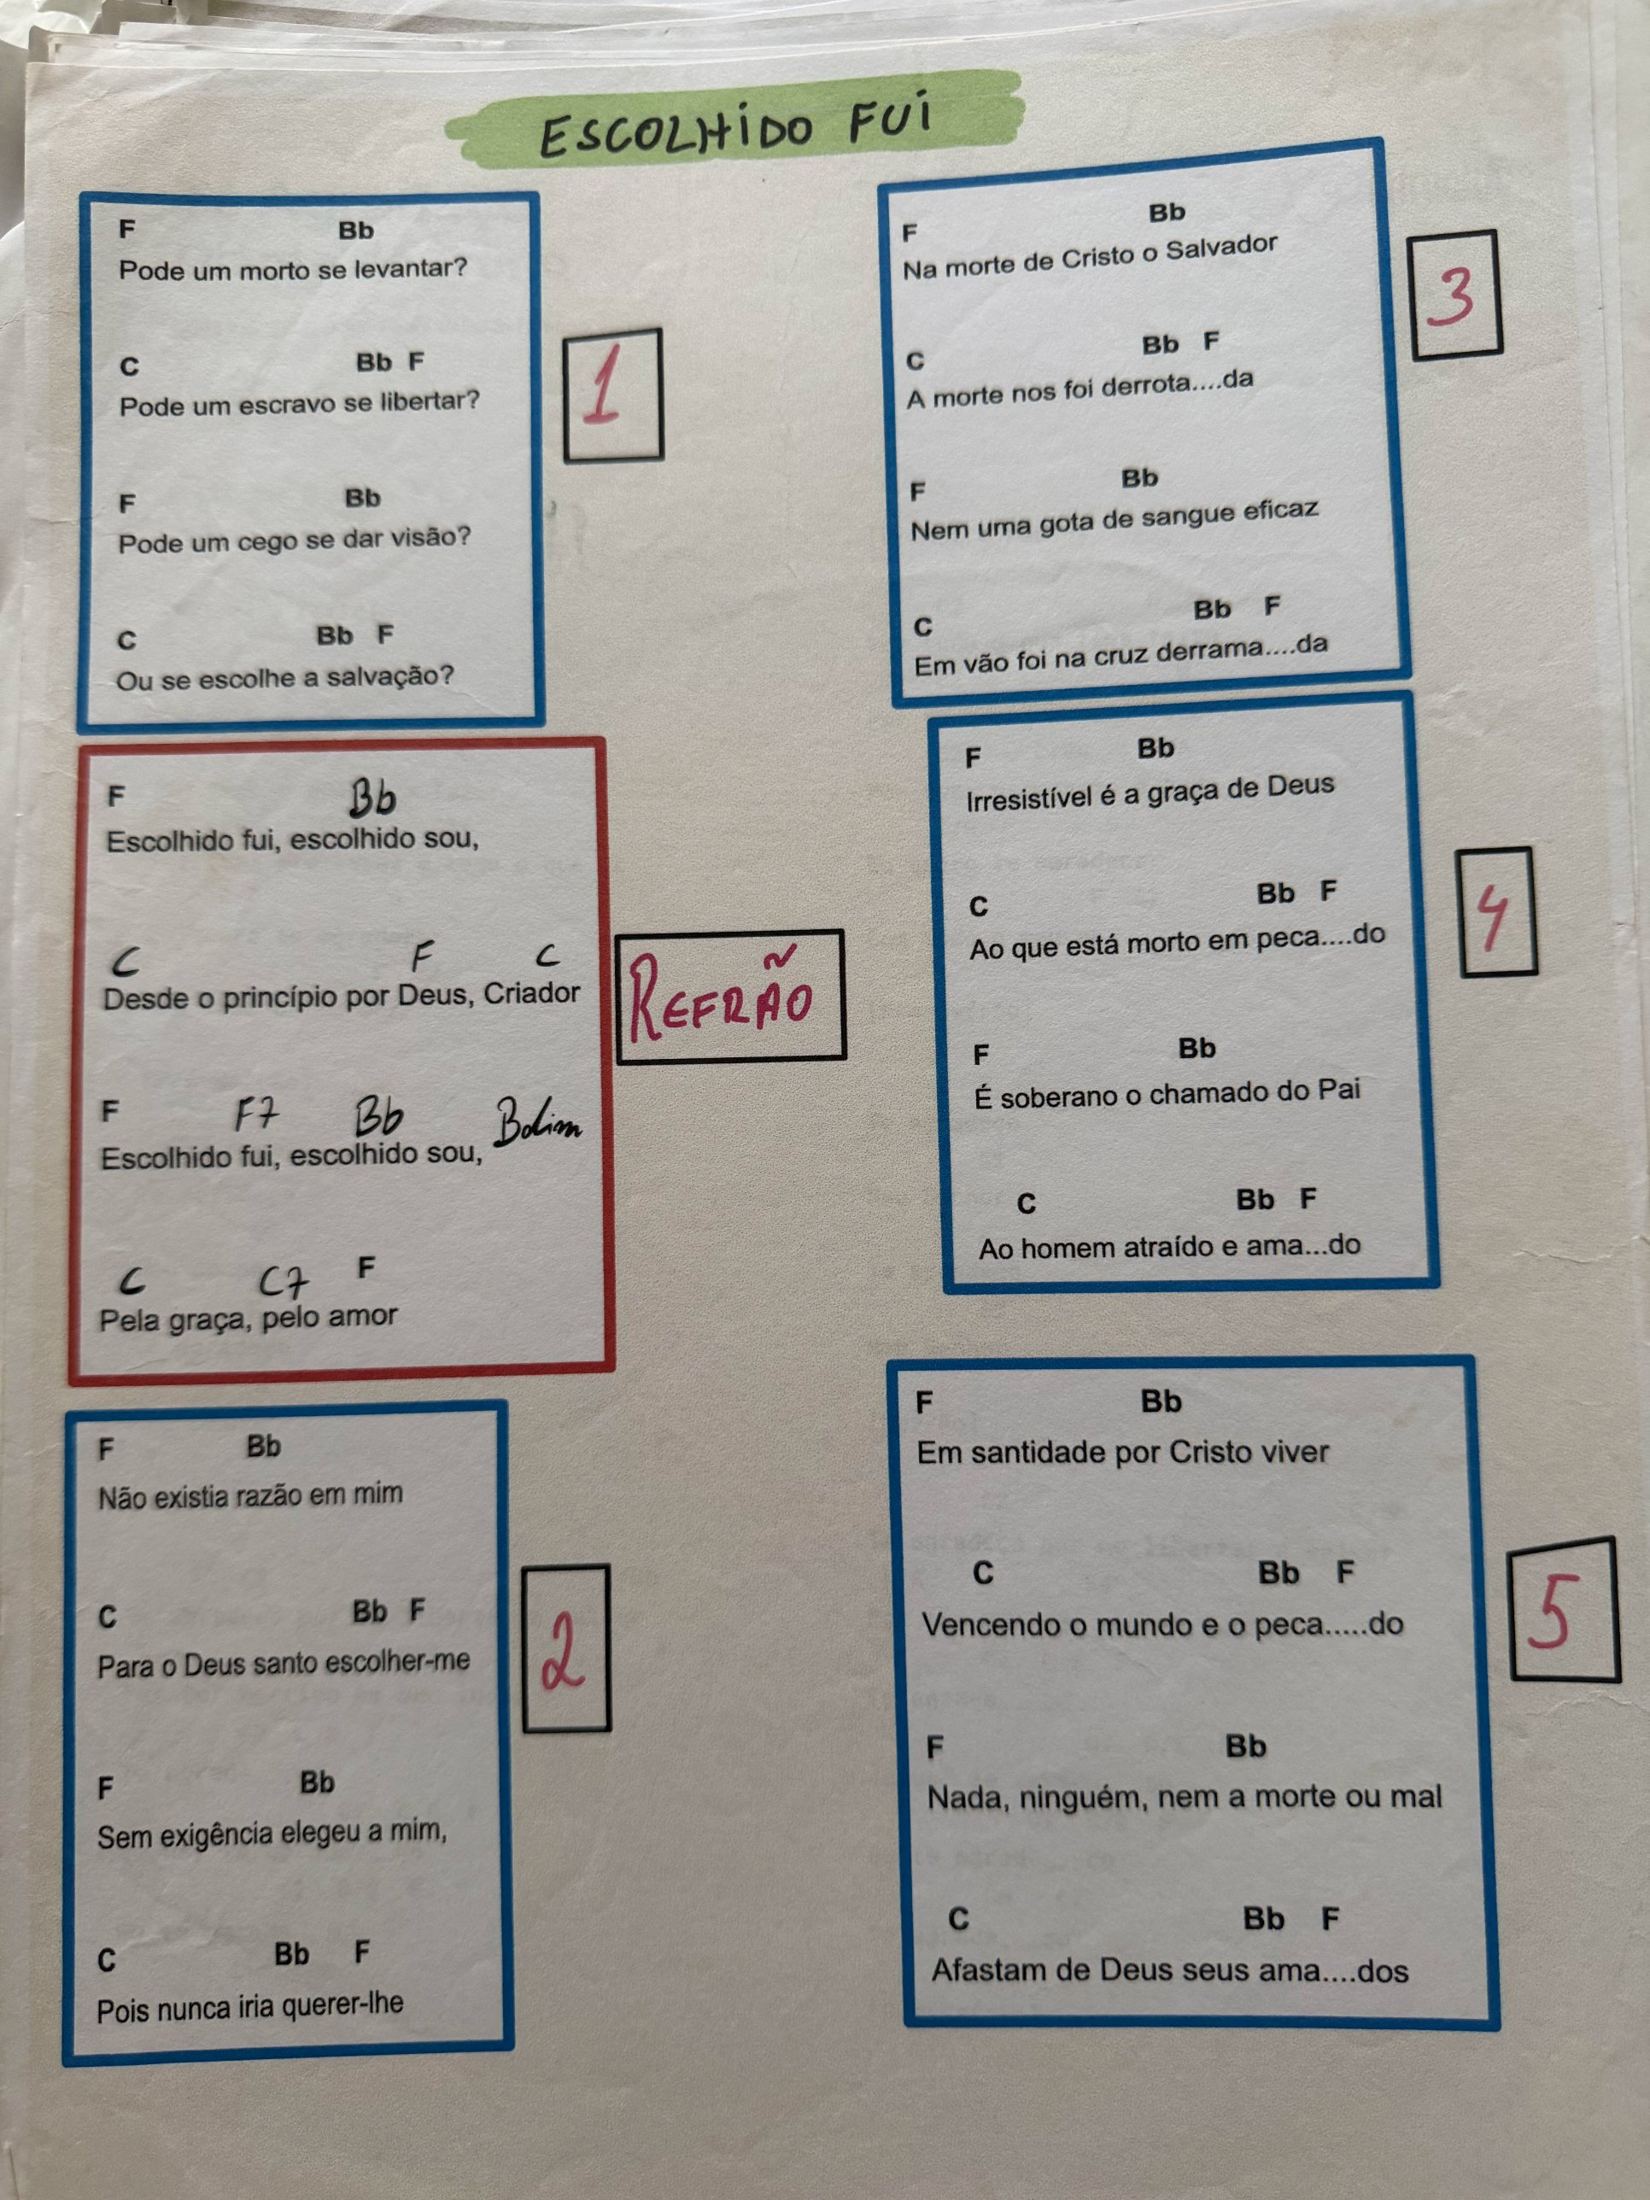 ESCOLHIDO FUI
F Bb
Pode um morto se levantar?
C Bb F
Pode um escravo se libertar?
F Bb
Pode um cego se dar visão?
C Bb F
Ou se escolhe a salvação?
1
F Bb
Escolhido fui, escolhido sou,
C F C
Desde o princípio por Deus, Criador
F F7 Bb Bdim
Escolhido fui, escolhido sou,
C C7 F
Pela graça, pelo amor
REFRÃO
F Bb
Não existia razão em mim
C Bb F
Para o Deus santo escolher-me
F Bb
Sem exigência elegeu a mim,
C Bb F
Pois nunca iria querer-lhe
2
F Bb
Na morte de Cristo o Salvador
C Bb F
A morte nos foi derrota....da
F Bb
Nem uma gota de sangue eficaz
C Bb F
Em vão foi na cruz derrama....da
3
F Bb
Irresistível é a graça de Deus
C Bb F
Ao que está morto em peca....do
F Bb
É soberano o chamado do Pai
C Bb F
Ao homem atraído e ama...do
4
F Bb
Em santidade por Cristo viver
C Bb F
Vencendo o mundo e o peca.....do
F Bb
Nada, ninguém, nem a morte ou mal
C Bb F
Afastam de Deus seus ama....dos
5